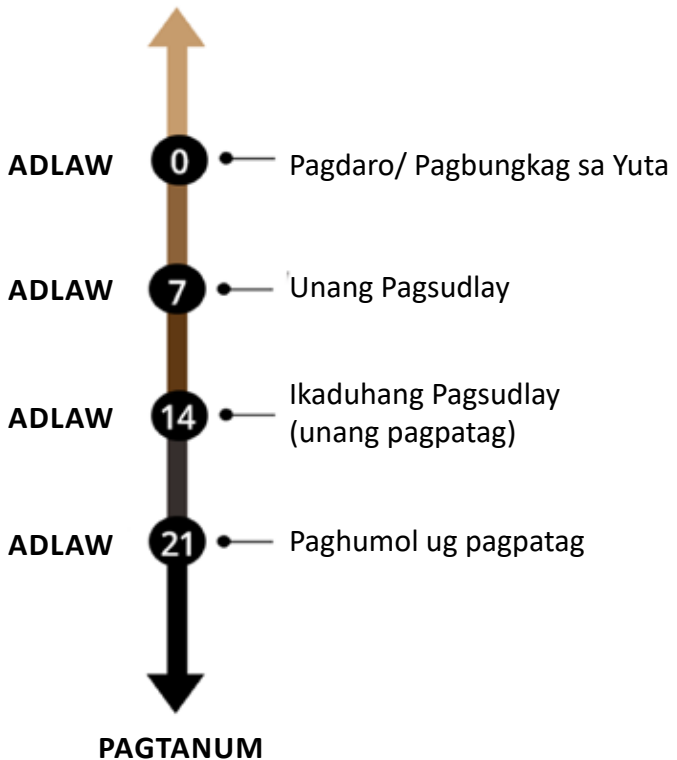 ADLAW 0 Pagdaro/ Pagbungkag sa Yuta
ADLAW 7 Unang Pagsudlay
ADLAW 14 Ikaduhang Pagsudlay
(unang pagpatag)
ADLAW 21 Paghumol ug pagpatag
PAGTANUM